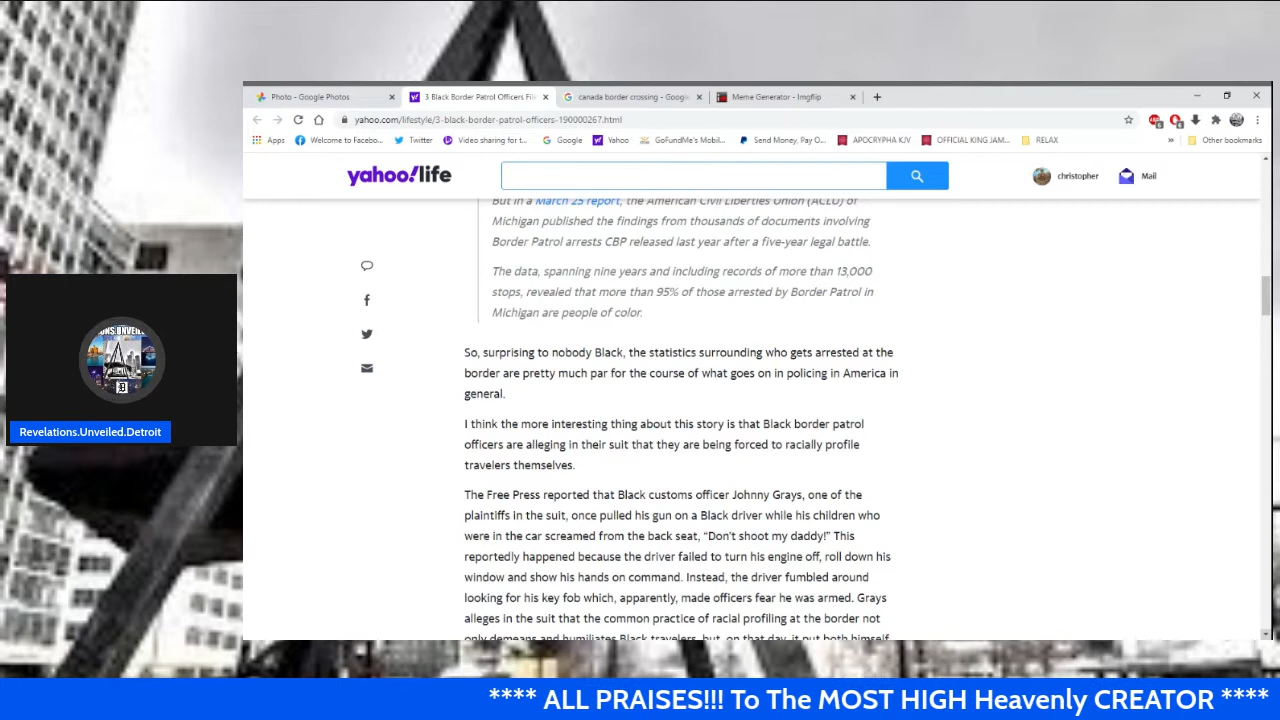 Photo - Google Photos
3 Black Border Patrol Officers Fil
canada border crossing - Googl
Meme Generator - Imgflip
yahoo.com/lifestyle/3-black-border-patrol-officers-190000267.html
Apps
Welcome to Facebo...
Twitter
Video sharing for t...
Google
Yahoo
GoFundMe's Mobil...
Send Money, Pay O...
APOCRYPHA KJV
OFFICIAL KING JAM...
RELAX
»
Other bookmarks
yahoo!life
christopher
Mail
But in a March 25 report, the American Civil Liberties Union (ACLU) of
Michigan published the findings from thousands of documents involving
Border Patrol arrests CBP released last year after a five-year legal battle.
The data, spanning nine years and including records of more than 13,000
stops, revealed that more than 95% of those arrested by Border Patrol in
Michigan are people of color.
So, surprising to nobody Black, the statistics surrounding who gets arrested at the
border are pretty much par for the course of what goes on in policing in America in
general.
I think the more interesting thing about this story is that Black border patrol
officers are alleging in their suit that they are being forced to racially profile
travelers themselves.
The Free Press reported that Black customs officer Johnny Grays, one of the
plaintiffs in the suit, once pulled his gun on a Black driver while his children who
were in the car screamed from the back seat, “Don't shoot my daddy!” This
reportedly happened because the driver failed to turn his engine off, roll down his
window and show his hands on command. Instead, the driver fumbled around
looking for his key fob which, apparently, made officers fear he was armed. Grays
alleges in the suit that the common practice of racial profiling at the border not
only demeans and humiliates Black travelers, but, on that day, it put both himself
Revelations.Unveiled.Detroit
**** ALL PRAISES!!! To The MOST HIGH Heavenly CREATOR ****